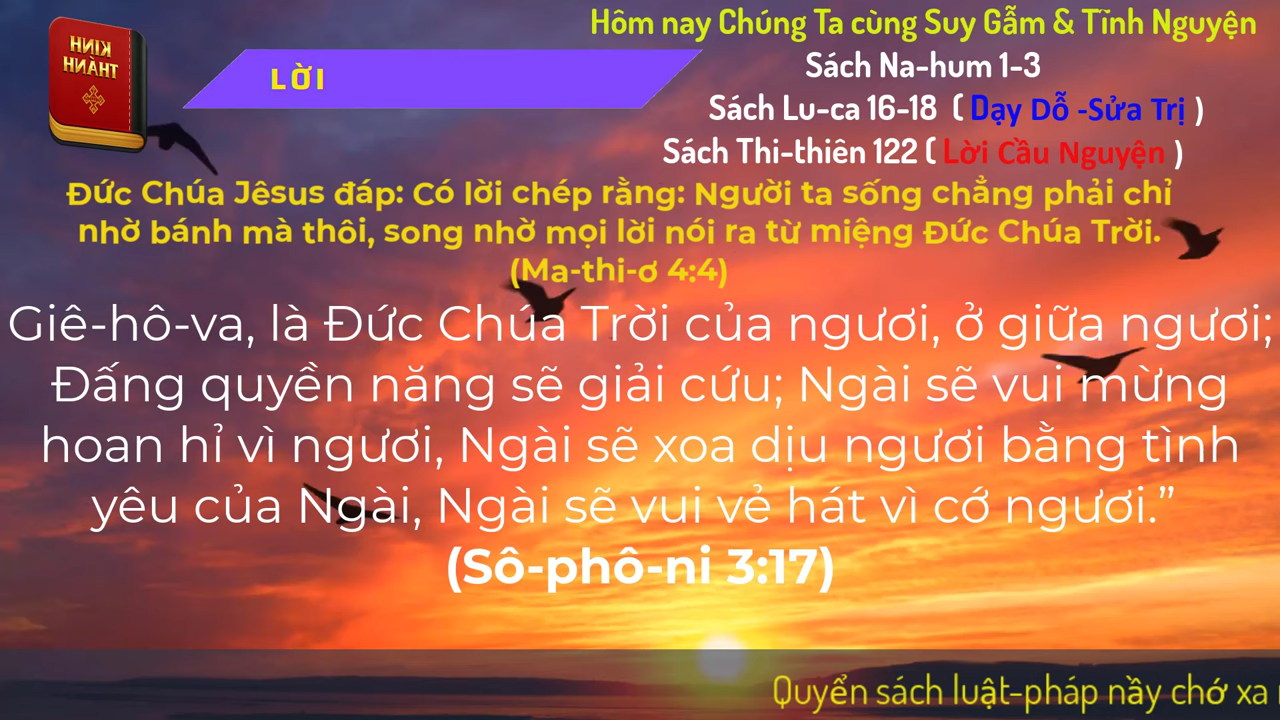 KINH
THÁNH
LỜI
Hôm nay Chúng Ta cùng Suy Gẫm & Tĩnh Nguyện
Sách Na-hum 1-3
Sách Lu-ca 16-18 ( Dạy Dỗ -Sửa Trị )
Sách Thi-thiên 122 ( Lời Cầu Nguyện )
Đức Chúa Jêsus đáp: Có lời chép rằng: Người ta sống chẳng phải chỉ
nhờ bánh mà thôi, song nhờ mọi lời nói ra từ miệng Đức Chúa Trời.
(Ma-thi-ơ 4:4)
Giê-hô-va, là Đức Chúa Trời của ngươi, ở giữa ngươi;
Đấng quyền năng sẽ giải cứu; Ngài sẽ vui mừng
hoan hỉ vì ngươi, Ngài sẽ xoa dịu ngươi bằng tình
yêu của Ngài, Ngài sẽ vui vẻ hát vì cớ ngươi.”
(Sô-phô-ni 3:17)
Quyển sách luật-pháp nầy chớ xa